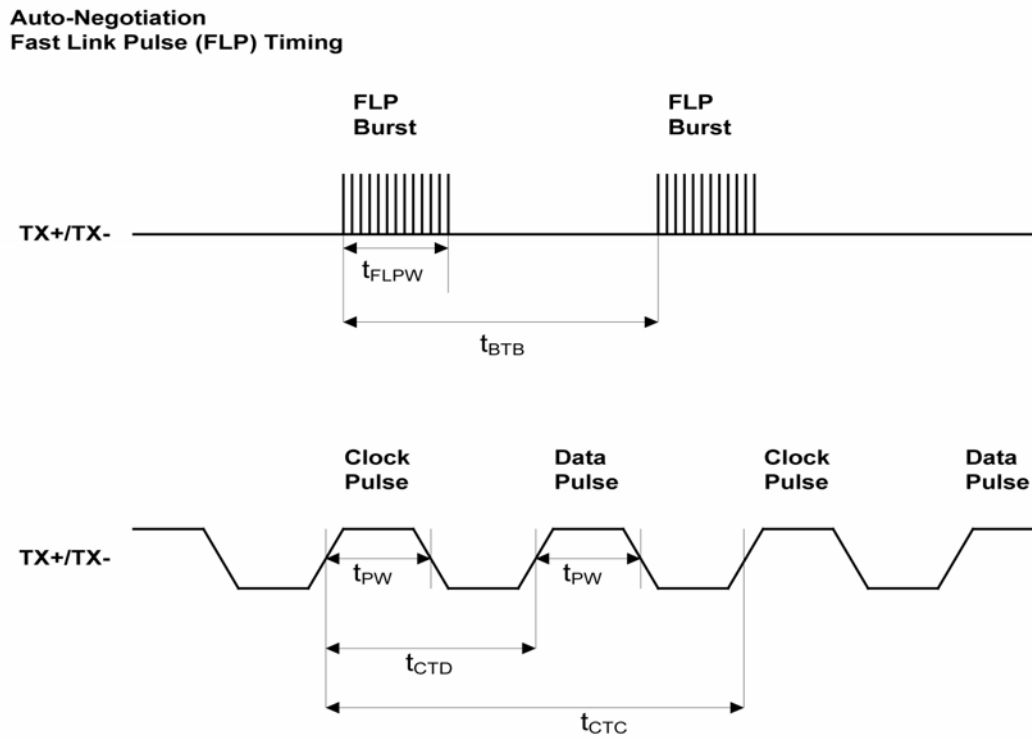 Auto-Negotiation
Fast Link Pulse (FLP) Timing
FLP
Burst
FLP
Burst
TX+/TX-
tFLPW
tBTB
Clock
Pulse
Data
Pulse
Clock
Pulse
Data
Pulse
TX+/TX-
tPW
tPW
tCTD
tCTC